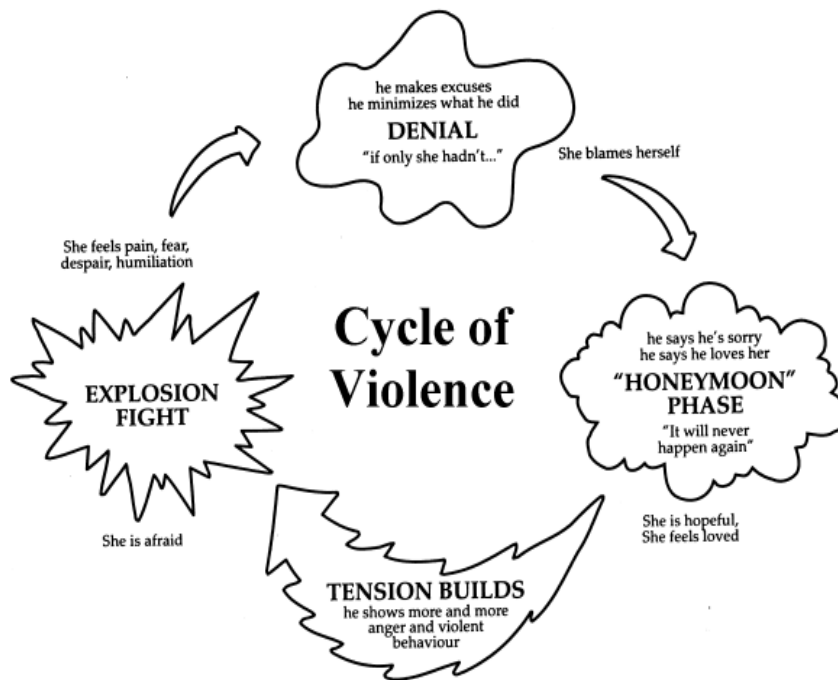 he makes excuses
he minimizes what he did
DENIAL
"if only she hadn't..."
She blames herself
he says he's sorry
he says he loves her
"HONEYMOON"
PHASE
"It will never
happen again"
She is hopeful,
She feels loved
TENSION BUILDS
he shows more and more
anger and violent
behaviour
She is afraid
EXPLOSION
FIGHT
She feels pain, fear,
despair, humiliation
Cycle of
Violence